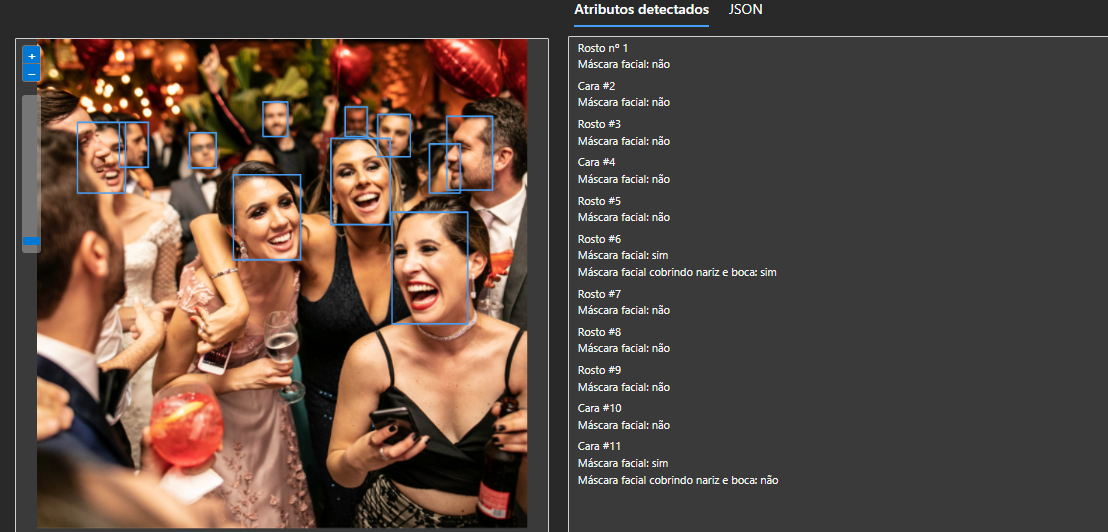 Atributos detectados
JSON
+
−
Rosto nº 1
Máscara facial: não
Cara #2
Máscara facial: não
Rosto #3
Máscara facial: não
Cara #4
Máscara facial: não
Rosto #5
Máscara facial: não
Rosto #6
Máscara facial: sim
Máscara facial cobrindo nariz e boca: sim
Rosto #7
Máscara facial: não
Rosto #8
Máscara facial: não
Rosto #9
Máscara facial: não
Cara #10
Máscara facial: não
Cara #11
Máscara facial: sim
Máscara facial cobrindo nariz e boca: não